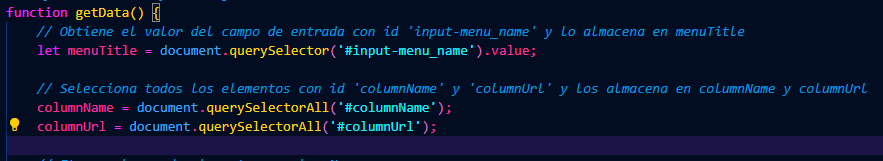 function getData() {
// Obtiene el valor del campo de entrada con id 'input-menu_name' y lo almacena en menuTitle
let menuTitle = document.querySelector('#input-menu_name').value;
// Selecciona todos los elementos con id 'columnName' y 'columnUrl' y los almacena en columnName y columnUrl
columnName = document.querySelectorAll('#columnName');
columnUrl = document.querySelectorAll('#columnUrl');